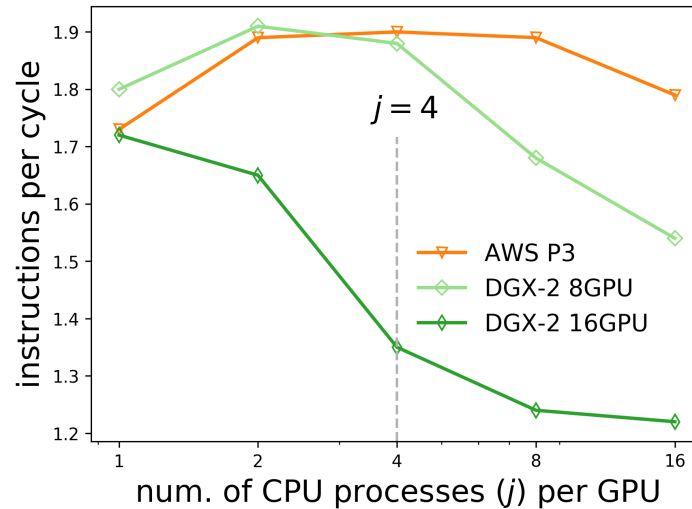 1.9
1.8
1.7
1.6
1.5
1.4
1.3
1.2
instructions per cycle
j = 4
AWS P3
DGX-2 8GPU
DGX-2 16GPU
1 2 4 8 16
num. of CPU processes (j) per GPU